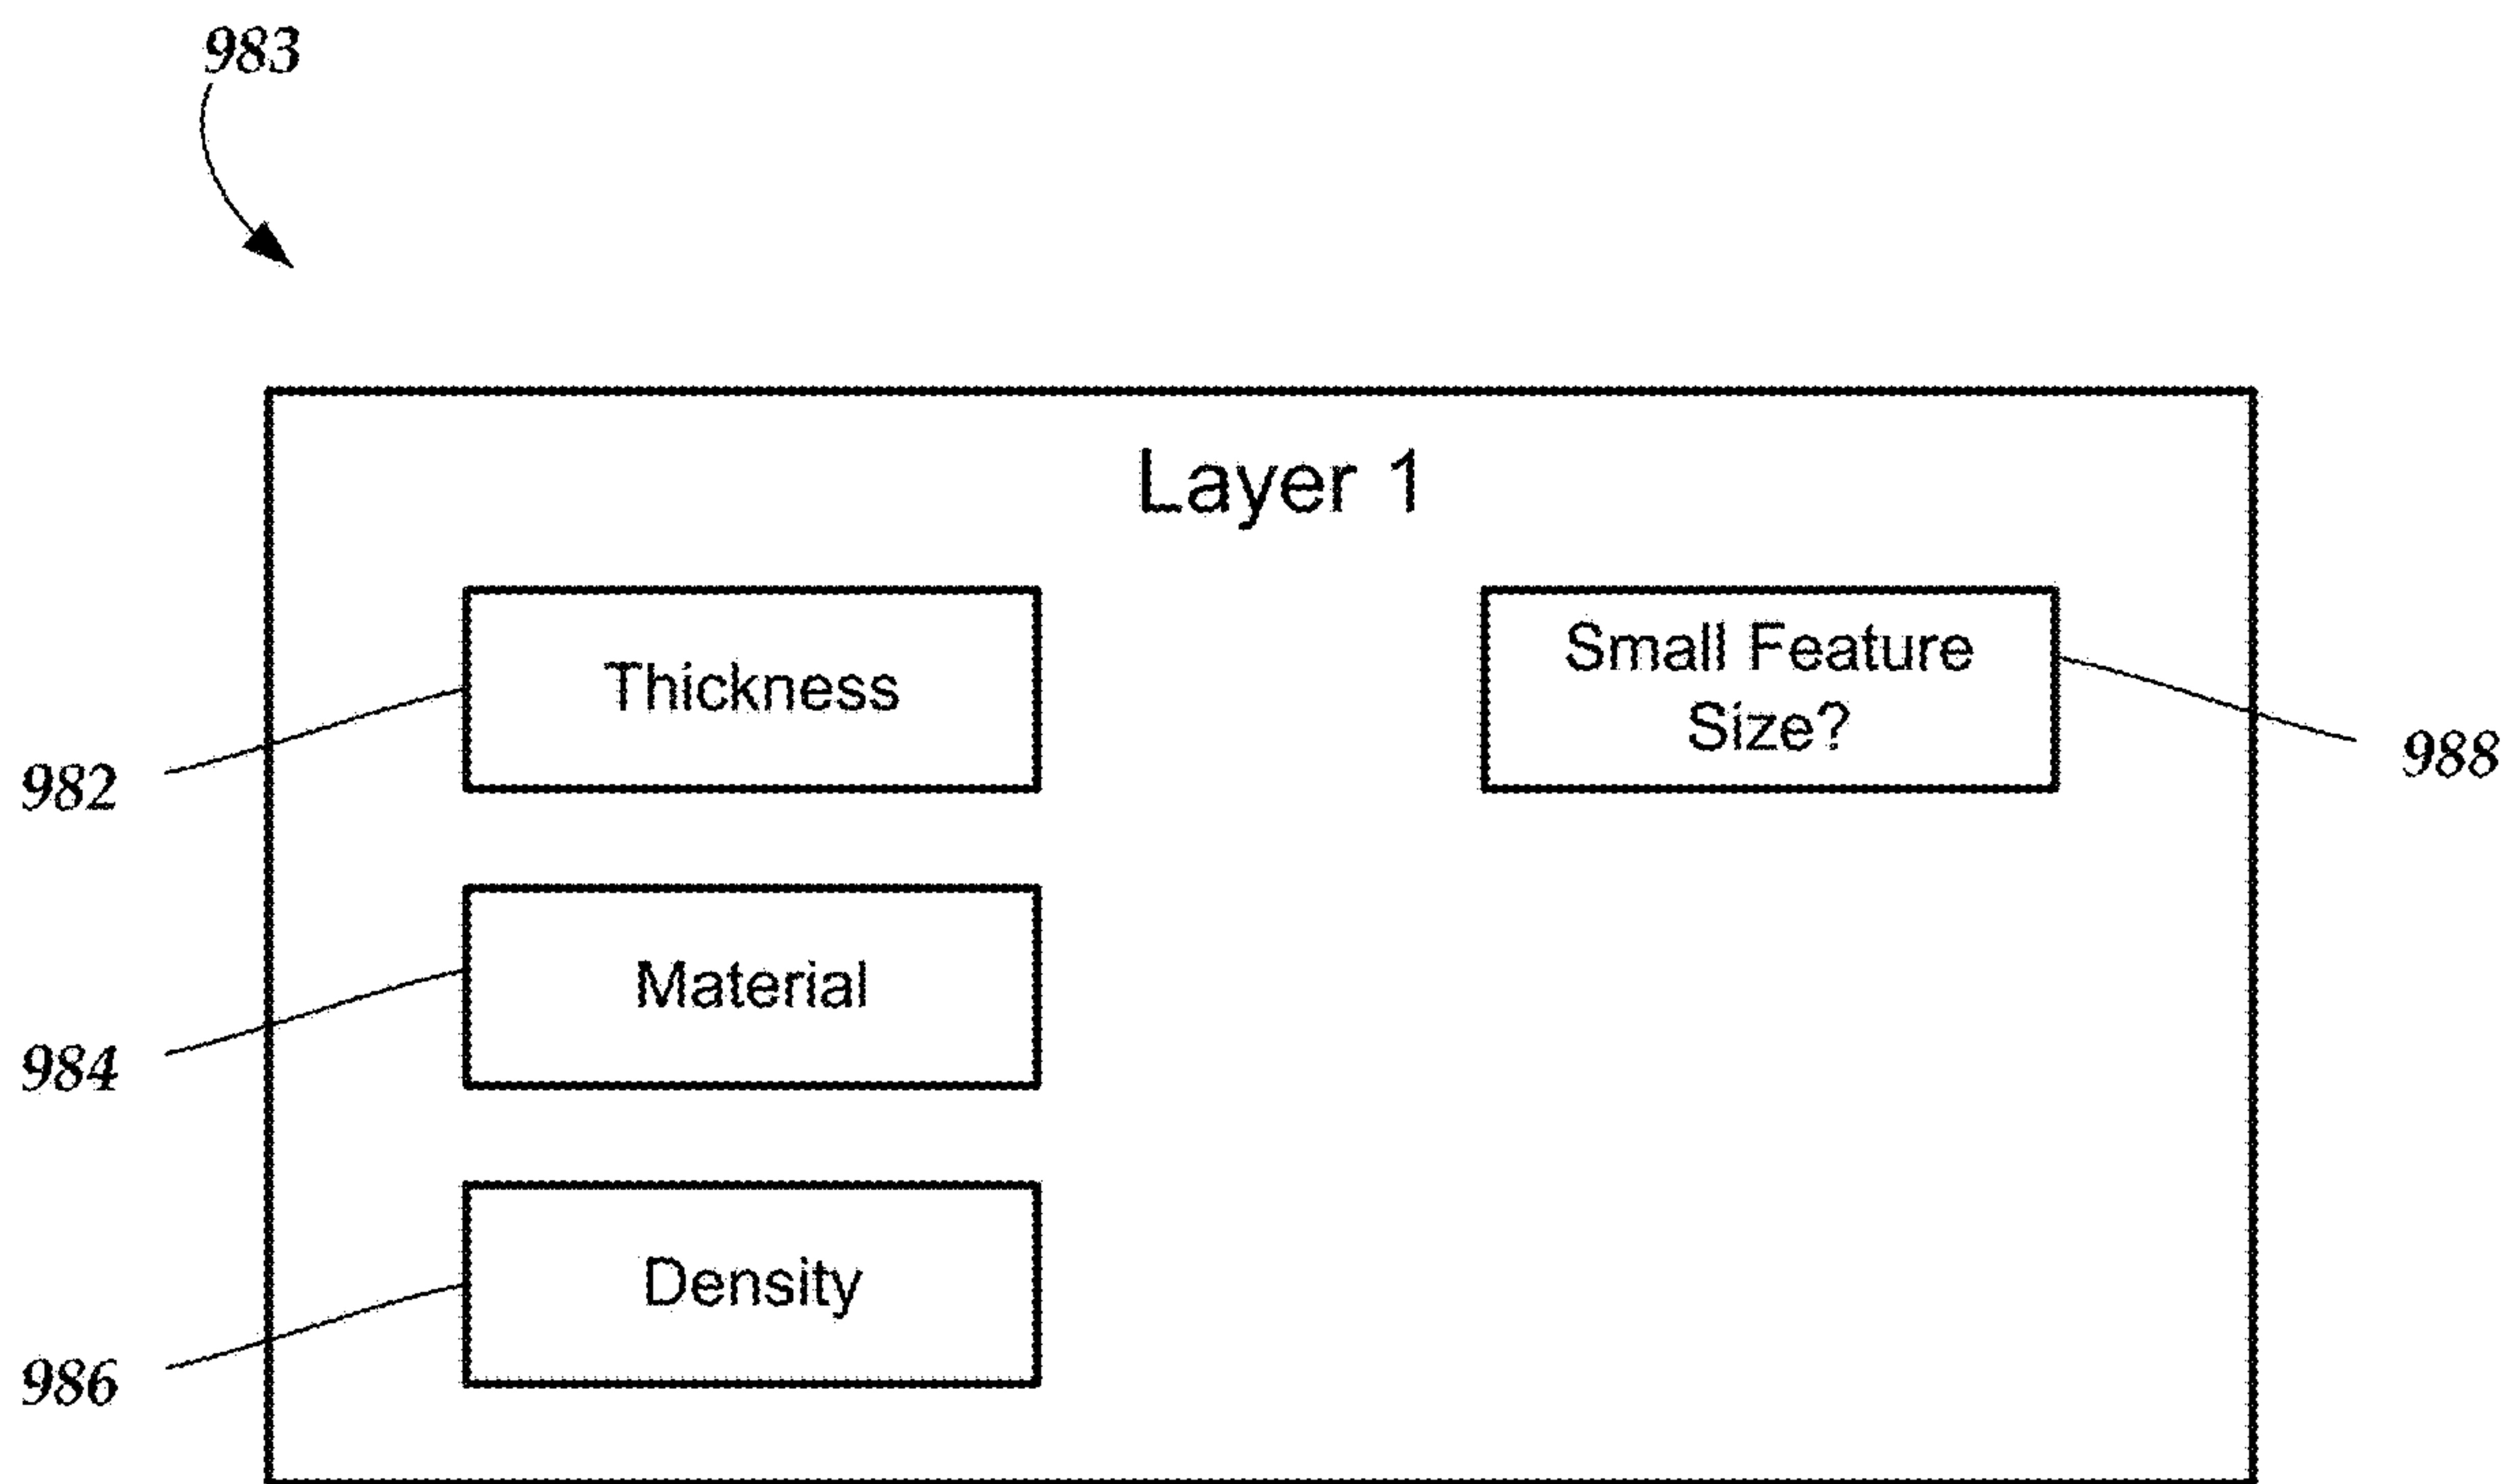 983
Layer 1
Thickness
Small Feature
Size?
982
988
Material
984
Density
986